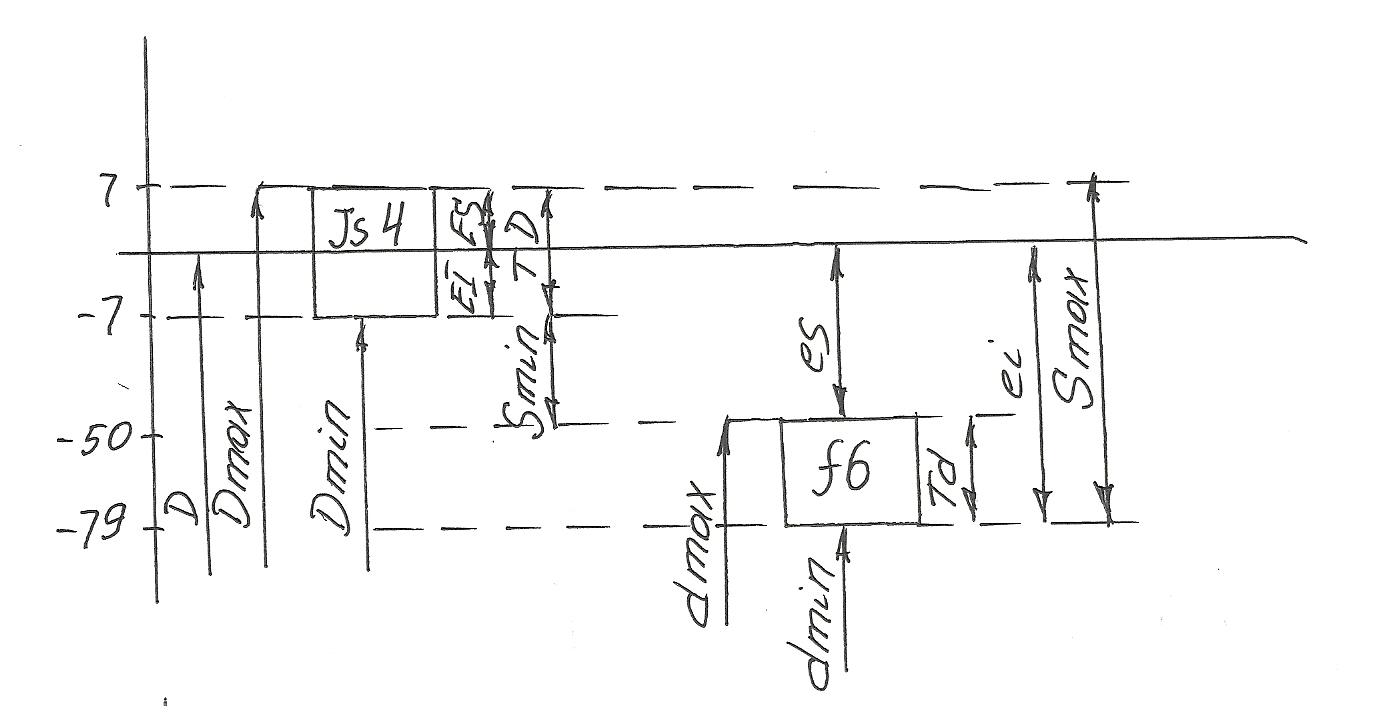 7
-7
-50
-79
D
Dmax
Dmin
Js 4
ES
EI
TD
Smin
dmax
es
f6
dmin
Td
ei
Smax